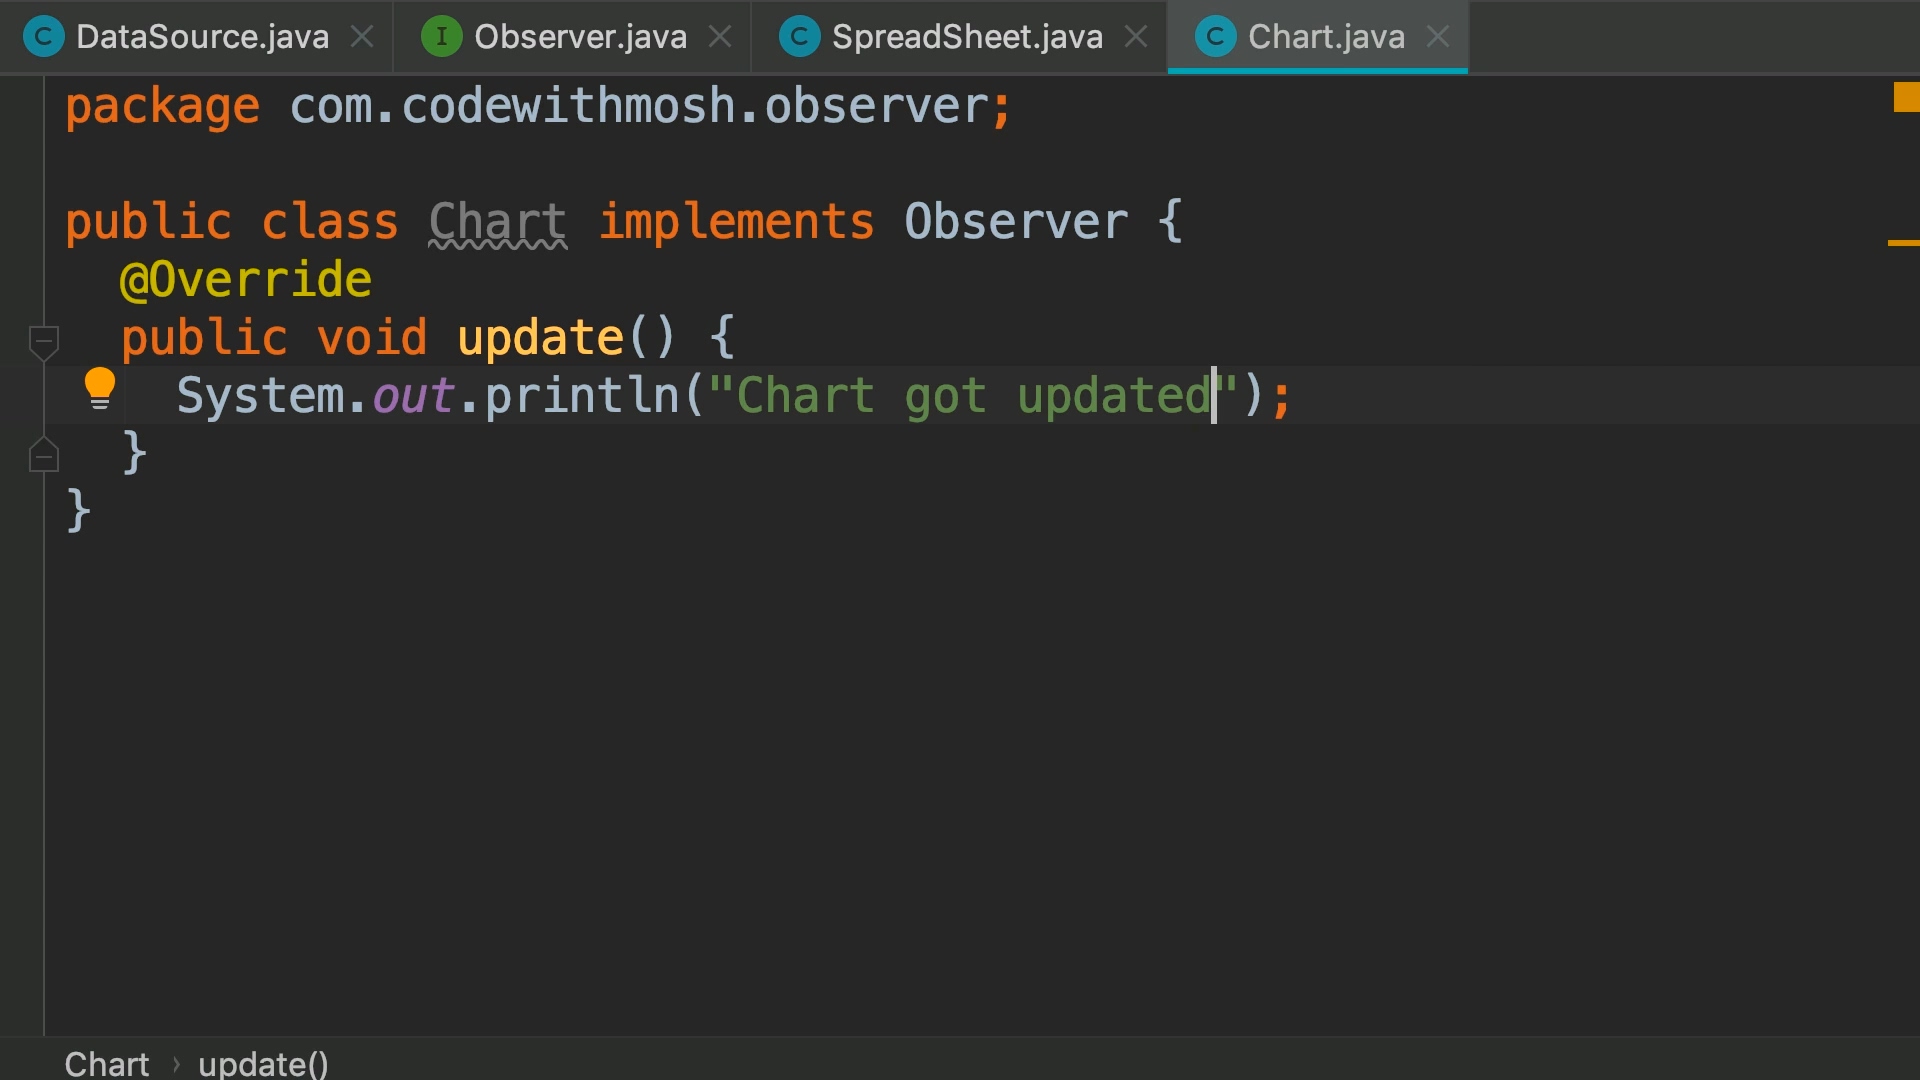 C DataSource.java I Observer.java C SpreadSheet.java C Chart.java
package com.codewithmosh.observer;
public class Chart implements Observer {
@Override
public void update() {
System.out.println("Chart got updated");
}
}
Chart › update()